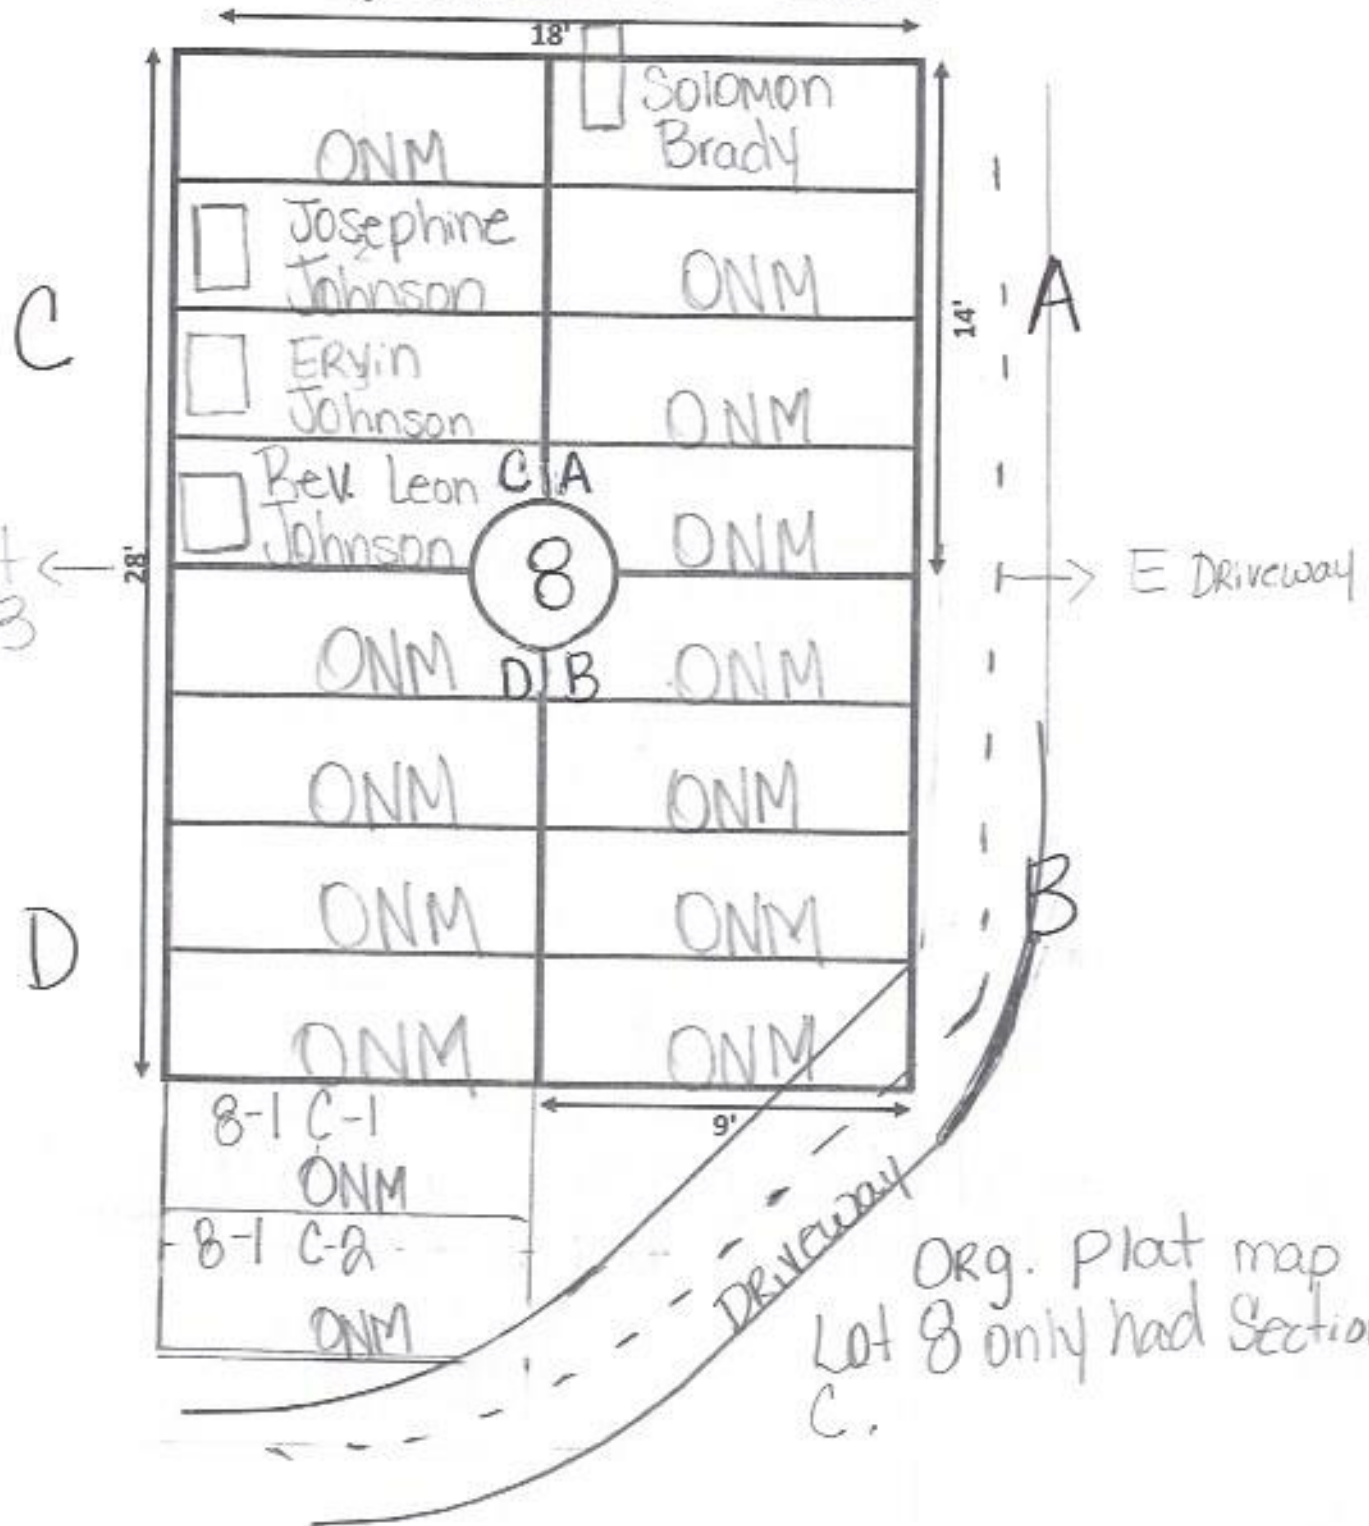 18'
Solomon
Brady
ONM
Josephine
Johnson
ONM
C
14'
A
Eryin
Johnson
ONM
Rev. Leon
Johnson
C A
ONM
28'
8
E Driveway
3
ONM
D B
ONM
ONM
ONM
B
ONM
ONM
D
ONM
ONM
8-1 C-1
ONM
9'
8-1 C-2
ONM
Driveway
Org. Plat map
Lot 8 only had Sectio
C.